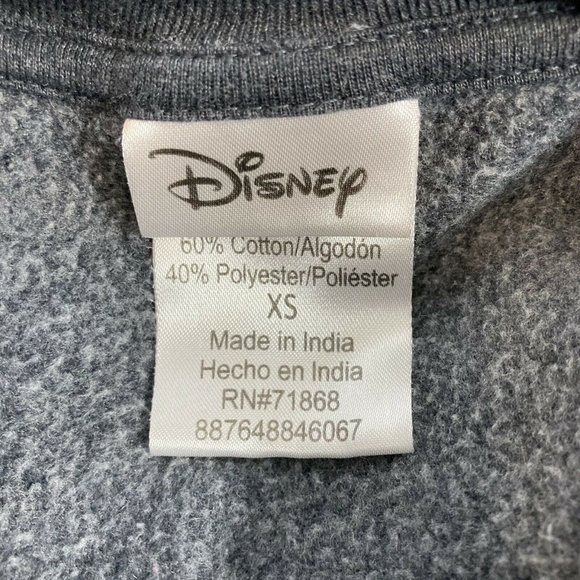 Disney
60% Cotton/Algodón
40% Polyester/Poliéster
XS
Made in India
Hecho en India
RN#71868
887648846067